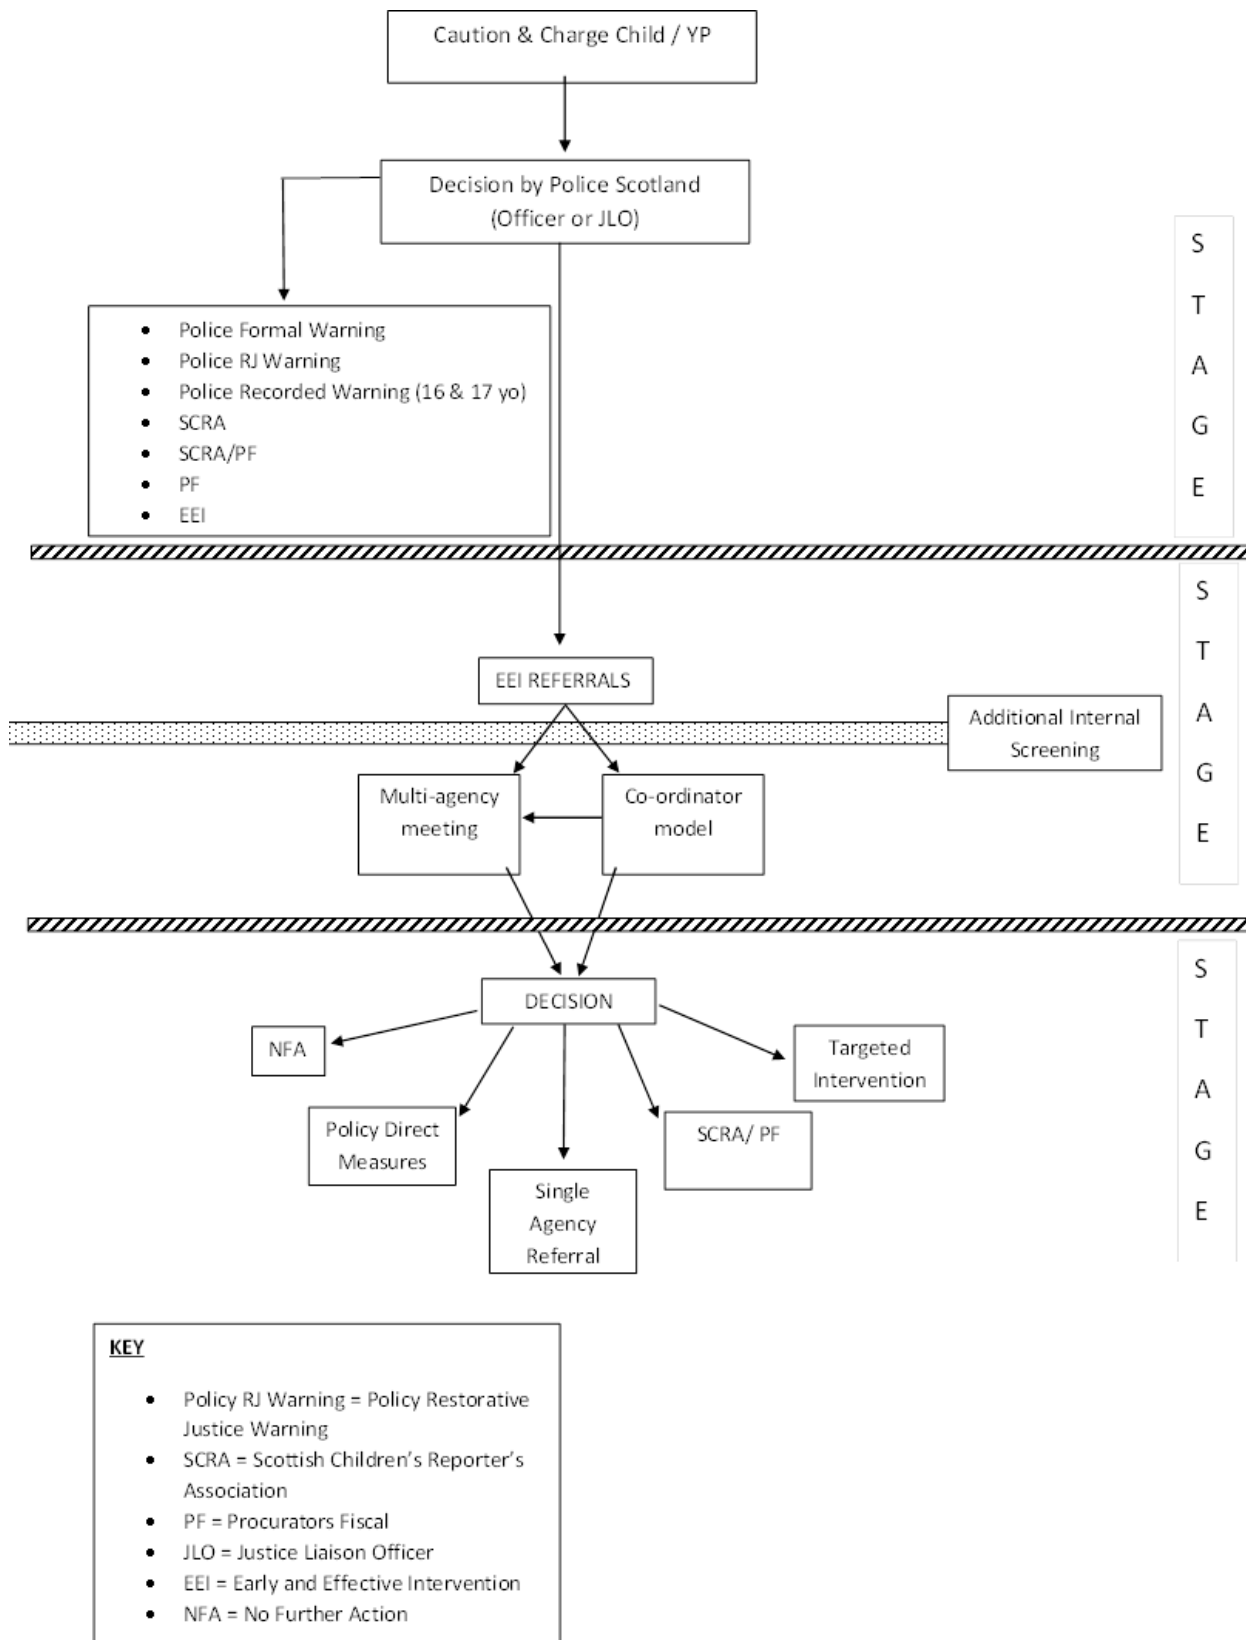 Caution & Charge Child / YP
Decision by Police Scotland
(Officer or JLO)
• Police Formal Warning
• Police RJ Warning
• Police Recorded Warning (16 & 17 yo)
• SCRA
• SCRA/PF
• PF
• EEI
S
T
A
G
E
EEI REFERRALS
Additional Internal
Screening
Multi-agency
meeting
Co-ordinator
model
S
T
A
G
E
DECISION
NFA
Targeted
Intervention
Policy Direct
Measures
SCRA/ PF
Single
Agency
Referral
S
T
A
G
E
KEY
• Policy RJ Warning = Policy Restorative
Justice Warning
• SCRA = Scottish Children's Reporter's
Association
• PF = Procurators Fiscal
• JLO = Justice Liaison Officer
• EEI = Early and Effective Intervention
• NFA = No Further Action